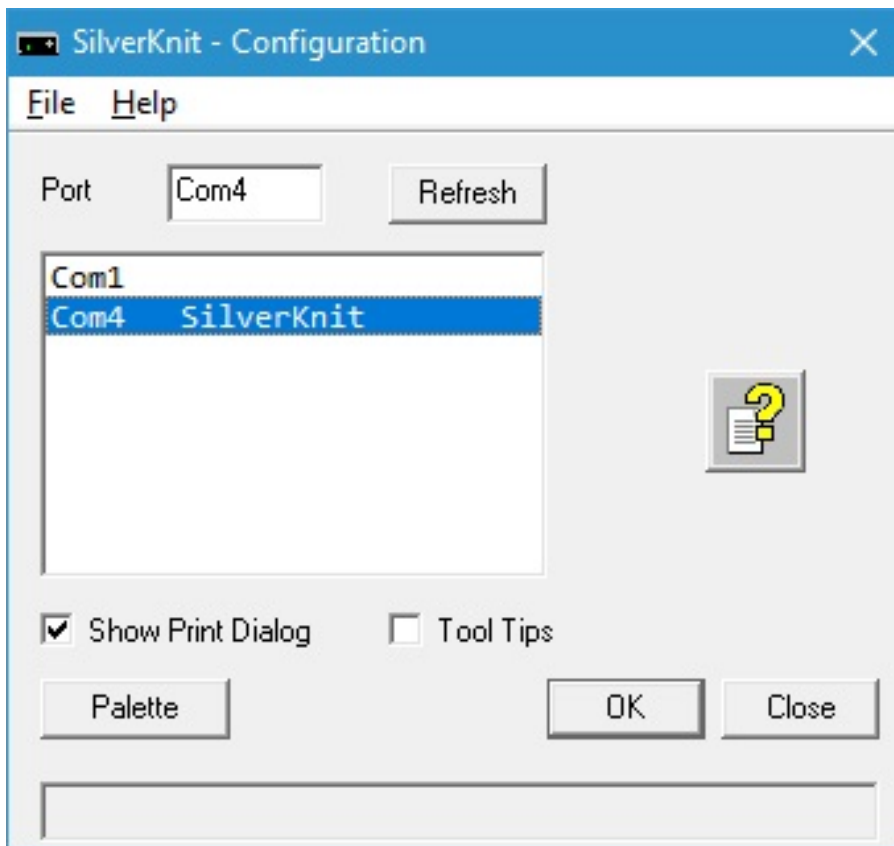 SilverKnit - Configuration
File Help
Port Com4 Refresh
Com1
Com4 SilverKnit
Show Print Dialog Tool Tips
Palette OK Close